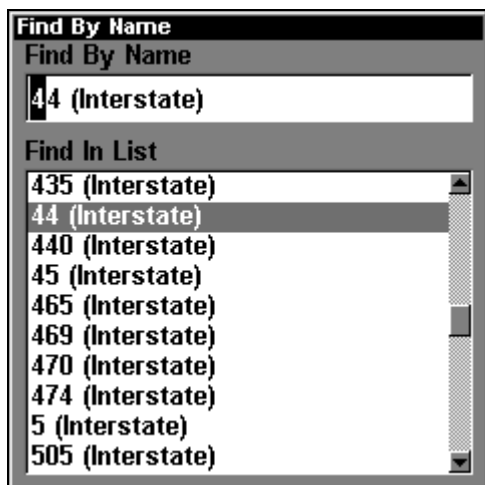 Find By Name
Find By Name
44 (Interstate)
Find In List
435 (Interstate)
44 (Interstate)
440 (Interstate)
45 (Interstate)
465 (Interstate)
469 (Interstate)
470 (Interstate)
474 (Interstate)
5 (Interstate)
505 (Interstate)